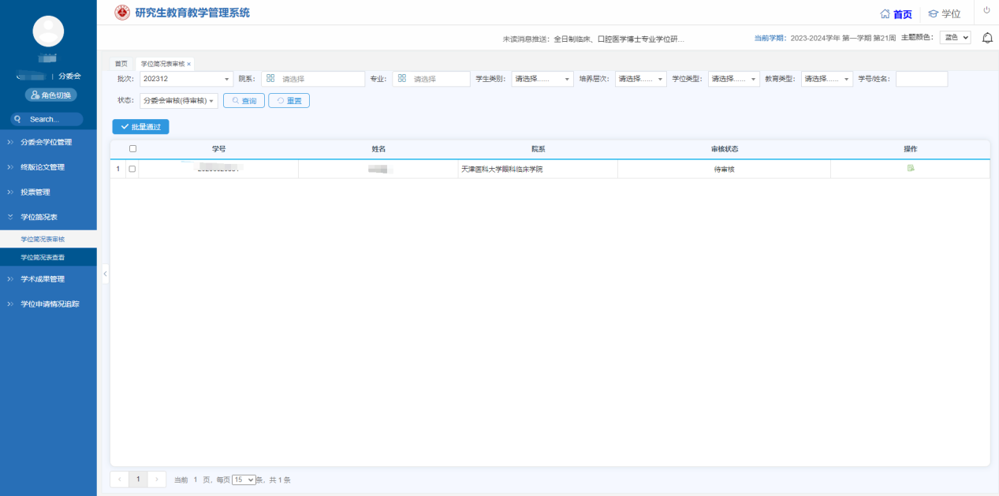 研究生教育教学管理系统
首页 学位
未读消息推送: 全日制临床、口腔医学博士专业学位研... 当前学期: 2023-2024学年 第一学期 第21周 主题颜色: 蓝色
| 分委会
角色切换
Search...
分委会学位管理
终版论文管理
投票管理
学位简况表
学位简况表审核
学位简况表查看
学术成果管理
学位申请情况追踪
首页 学位简况表审核 ×
批次: 202312 院系: 请选择 专业: 请选择 学生类别: 请选择...... 培养层次: 请选择...... 学位类型: 请选择...... 教育类型: 请选择...... 学号/姓名:
状态: 分委会审核(待审核) 查询 重置
批量通过
学号 姓名 院系 审核状态 操作
1 天津医科大学眼科临床学院 待审核
< 1 > 当前 1 页, 每页 15 条, 共 1 条